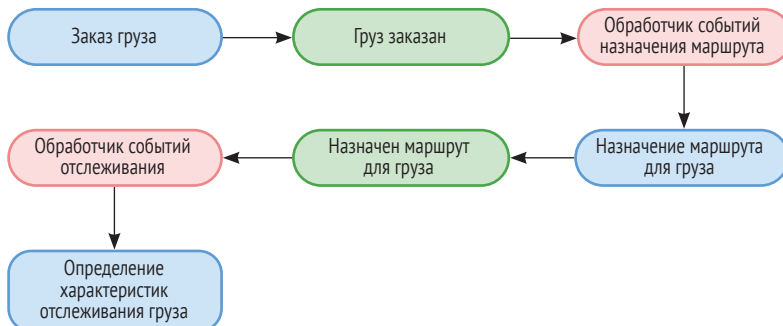 Заказ груза
Груз заказан
Обработчик событий
назначения маршрута
Обработчик событий
отслеживания
Назначен маршрут
для груза
Назначение маршрута
для груза
Определение
характеристик
отслеживания груза